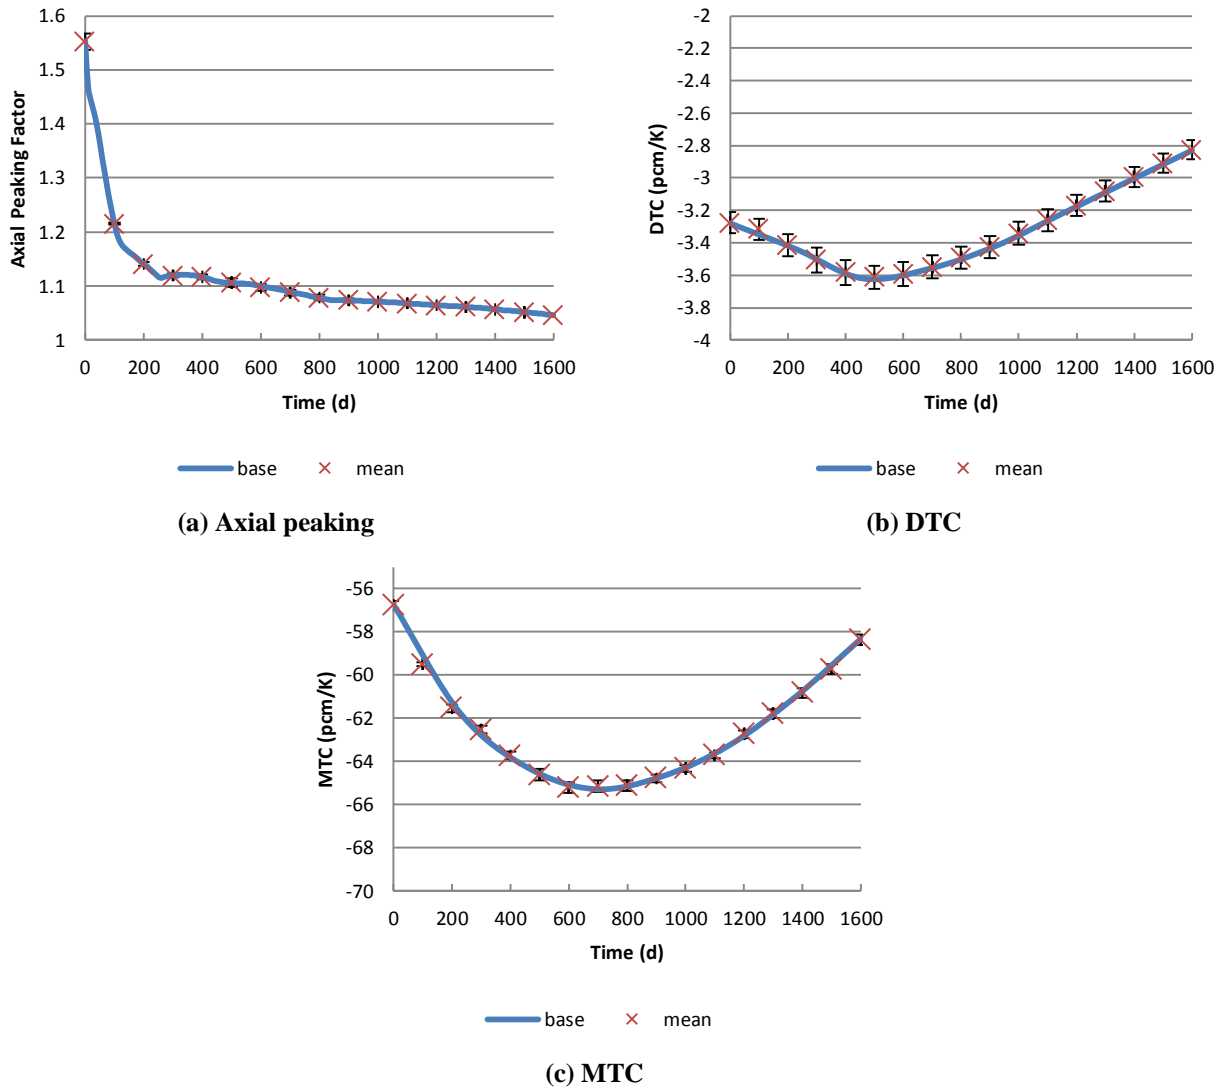 1.6
1.5
1.4
1.3
1.2
1.1
1
Axial Peaking Factor
0 200 400 600 800 1000 1200 1400 1600
Time (d)
base mean
(a) Axial peaking
-2
-2.2
-2.4
-2.6
-2.8
-3
-3.2
-3.4
-3.6
-3.8
-4
DTC (pcm/K)
0 200 400 600 800 1000 1200 1400 1600
Time (d)
base mean
(b) DTC
-56
-58
-60
-62
-64
-66
-68
-70
MTC (pcm/K)
0 200 400 600 800 1000 1200 1400 1600
Time (d)
base mean
(c) MTC